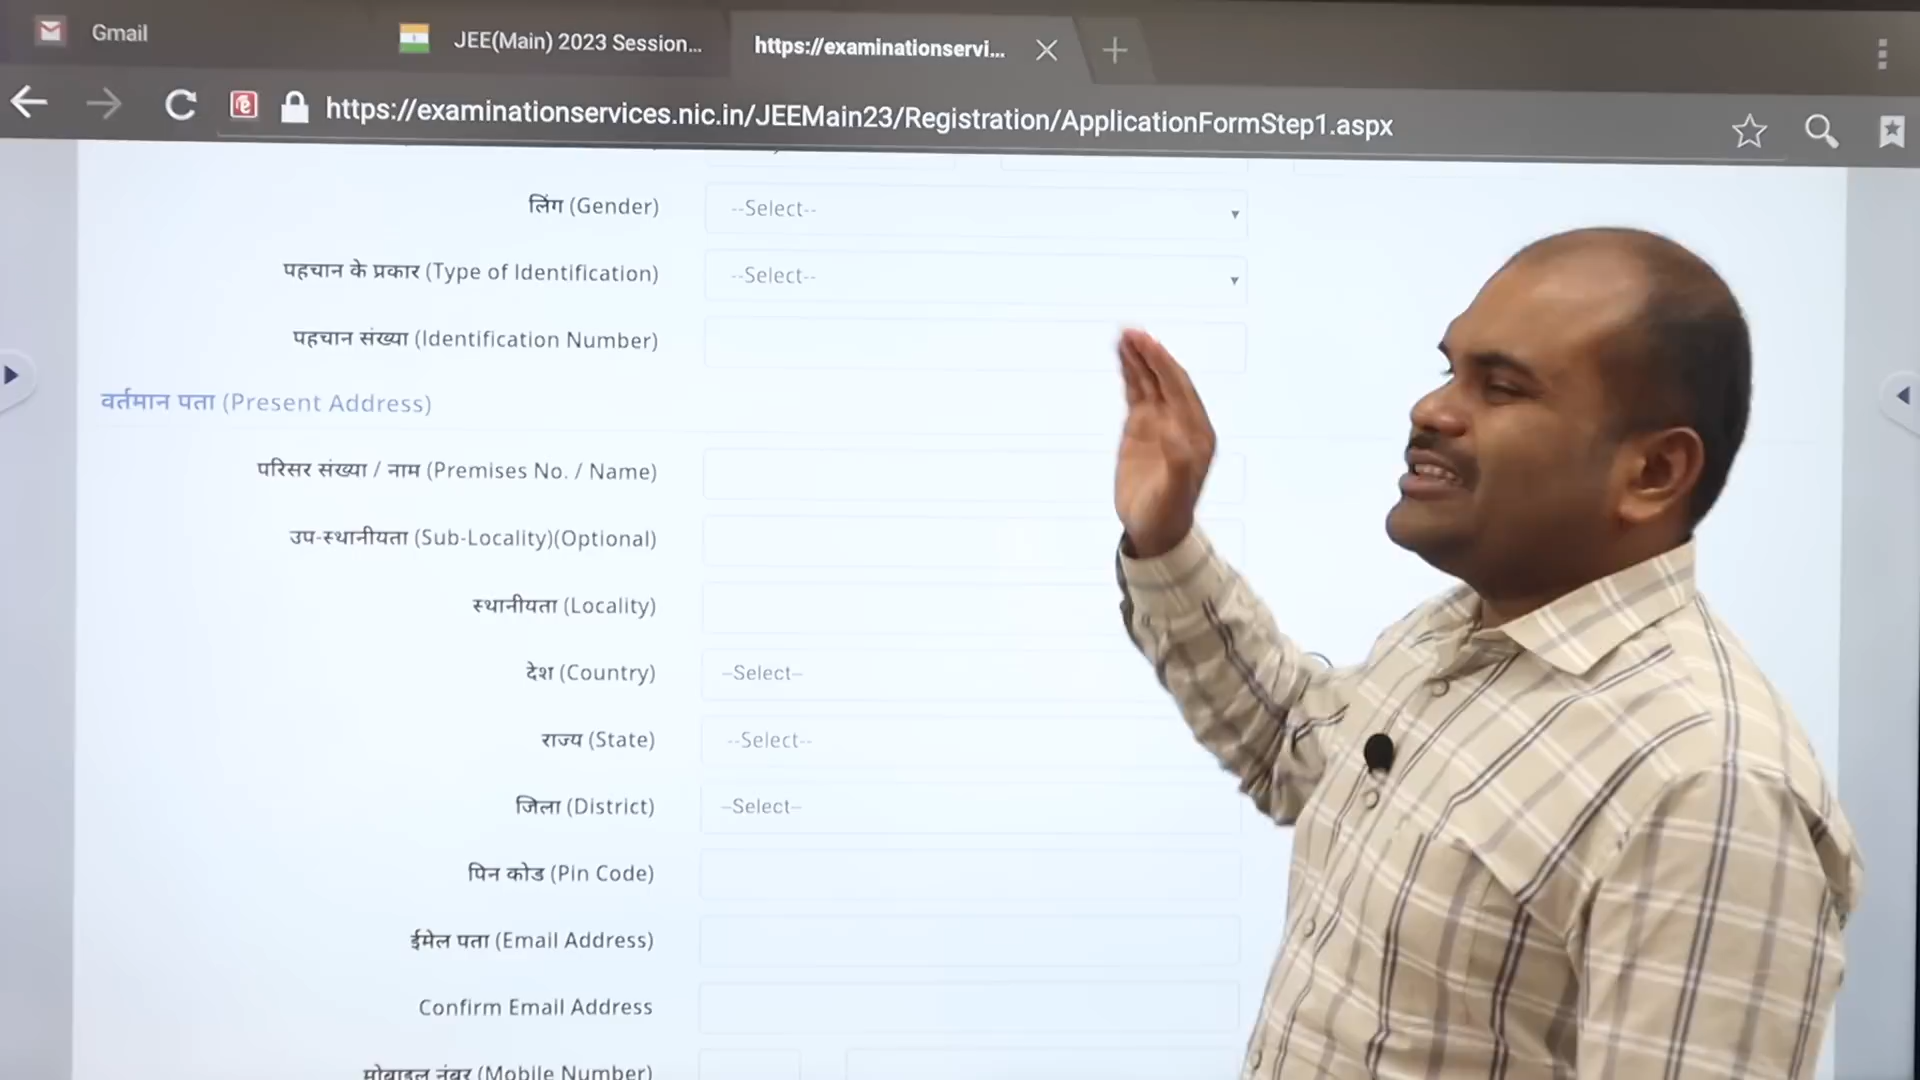 Gmail
JEE(Main) 2023 Session...
https://examinationservi...
https://examinationservices.nic.in/JEEMain23/Registration/ApplicationFormStep1.aspx
लिंग (Gender)
--Select--
पहचान के प्रकार (Type of Identification)
--Select--
पहचान संख्या (Identification Number)
वर्तमान पता (Present Address)
परिसर संख्या / नाम (Premises No. / Name)
उप-स्थानीयता (Sub-Locality)(Optional)
स्थानीयता (Locality)
देश (Country)
--Select--
राज्य (State)
--Select--
जिला (District)
--Select--
पिन कोड (Pin Code)
ईमेल पता (Email Address)
Confirm Email Address
मोबाइल नंबर (Mobile Number)